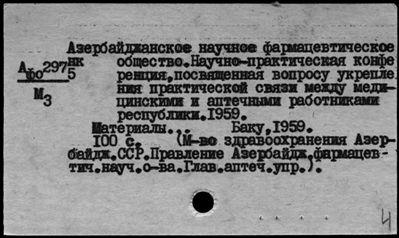 Азербайджанское научное фармацевтическое
Афо 297 нк общество.Научно-практическая конфе
5 ренция,посвященная вопросу укрепле
М3 ния практической связи между меди-
цинскими и аптечными работниками
республики.1959.
Материалы... Баку,1959.
100 с. (М-во здравоохранения Азер-
байдж.ССР.Правление Азербайдж.фармацев-
тич.науч.о-ва.Глав.аптеч.упр.).
4